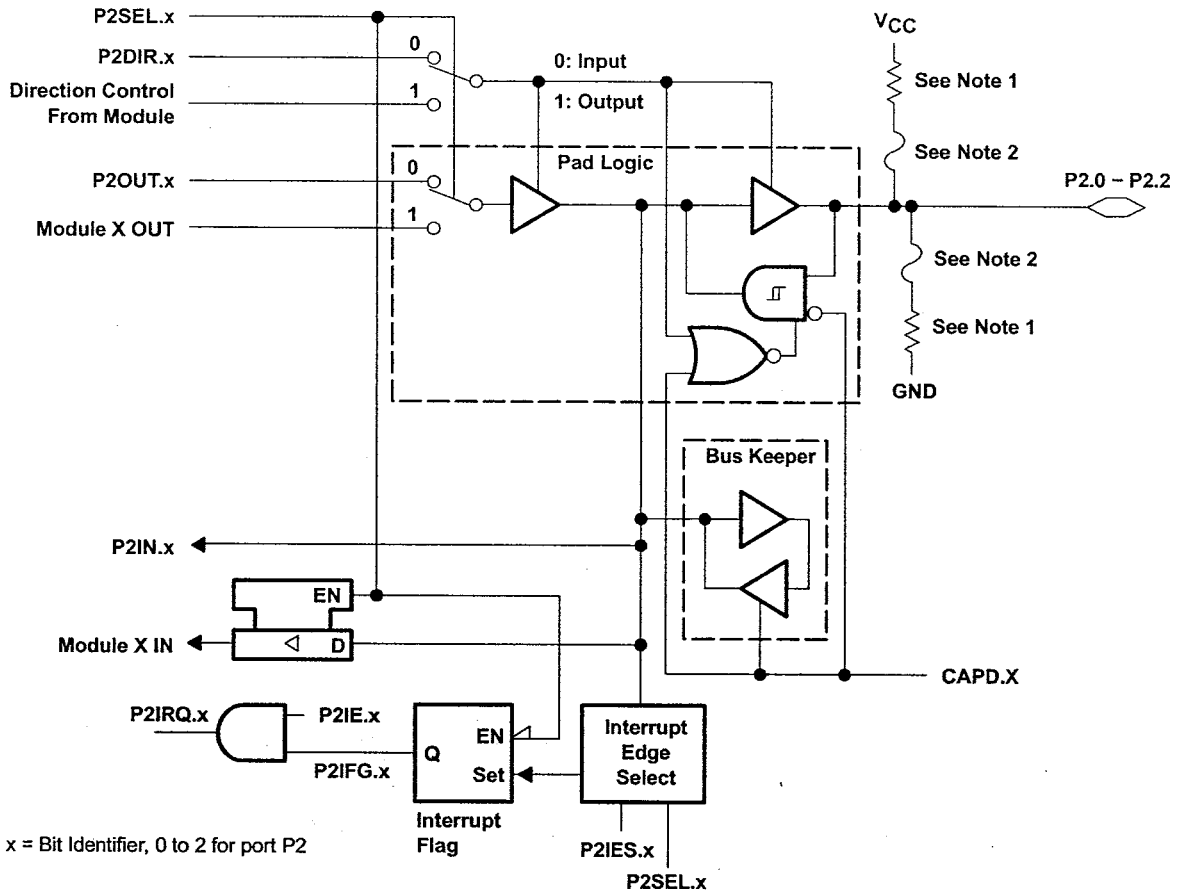 P2SEL.x
P2DIR.x
0
Direction Control
From Module
1
0: Input
1: Output
VCC
See Note 1
See Note 2
Pad Logic
P2OUT.x
0
Module X OUT
1
P2.0 – P2.2
See Note 2
See Note 1
GND
Bus Keeper
P2IN.x
EN
Module X IN
D
CAPD.X
P2IRQ.x
P2IE.x
P2IFG.x
EN
Q
Set
Interrupt
Flag
Interrupt
Edge
Select
P2IES.x
P2SEL.x
x = Bit Identifier, 0 to 2 for port P2